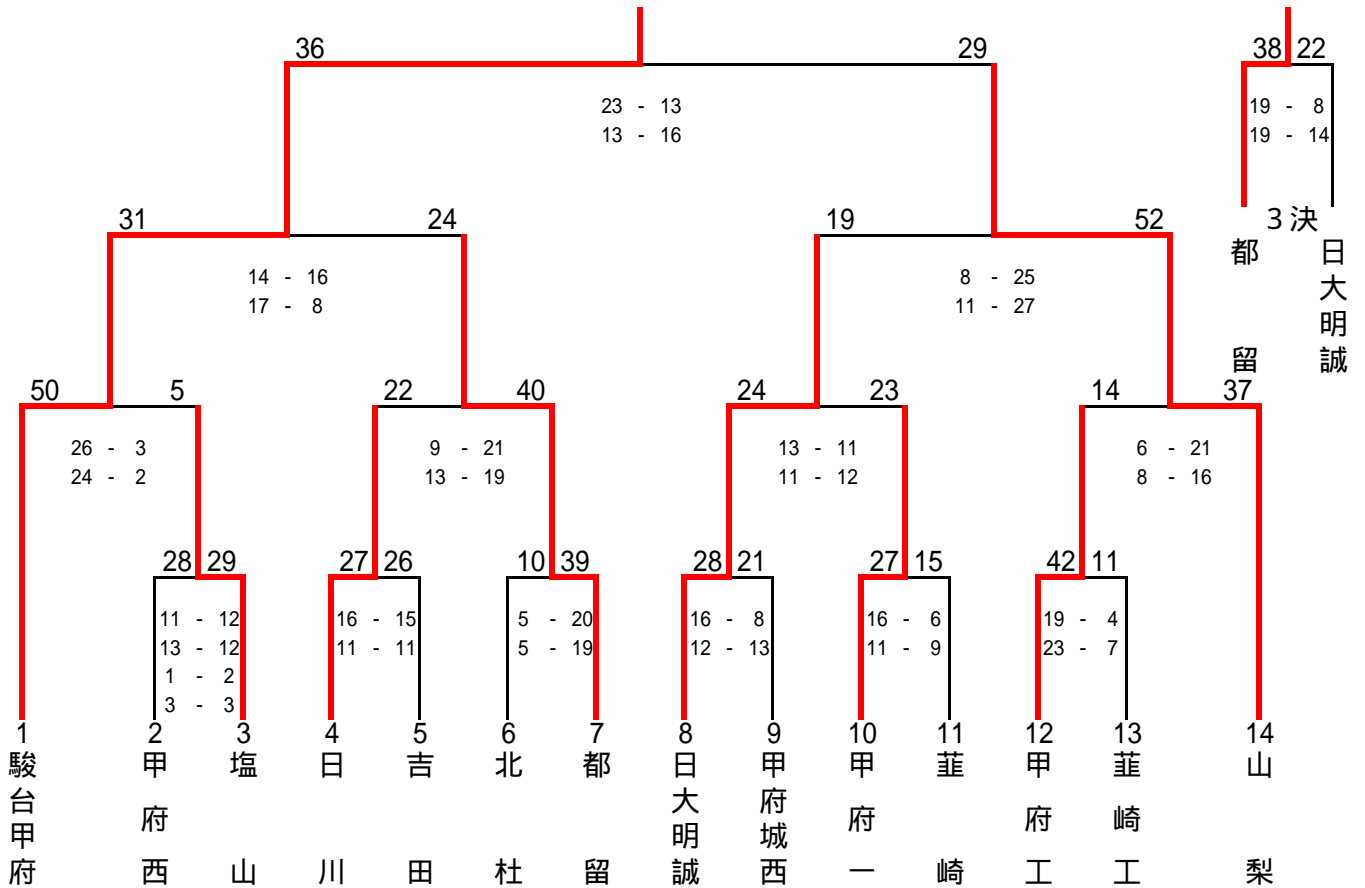 36 29 38 22
23 - 13 19 - 8
13 - 16 19 - 14
31 24 19 52 3決
14 - 16 8 - 25
17 - 8 11 - 27
都留 日大明誠
50 5 22 40 24 23 14 37
26 - 3 9 - 21 13 - 11 6 - 21
24 - 2 13 - 19 11 - 12 8 - 16
28 29 27 26 10 39 28 21 27 15 42 11
11 - 12 16 - 15 5 - 20 16 - 8 16 - 6 19 - 4
13 - 12 11 - 11 5 - 19 12 - 13 11 - 9 23 - 7
1 - 2
3 - 3
1 2 3 4 5 6 7 8 9 10 11 12 13 14
駿台甲府 甲府西 塩山 日川 吉田 北杜 都留 日大明誠 甲府城西 甲府一 韮崎 甲府工 韮崎工 山梨